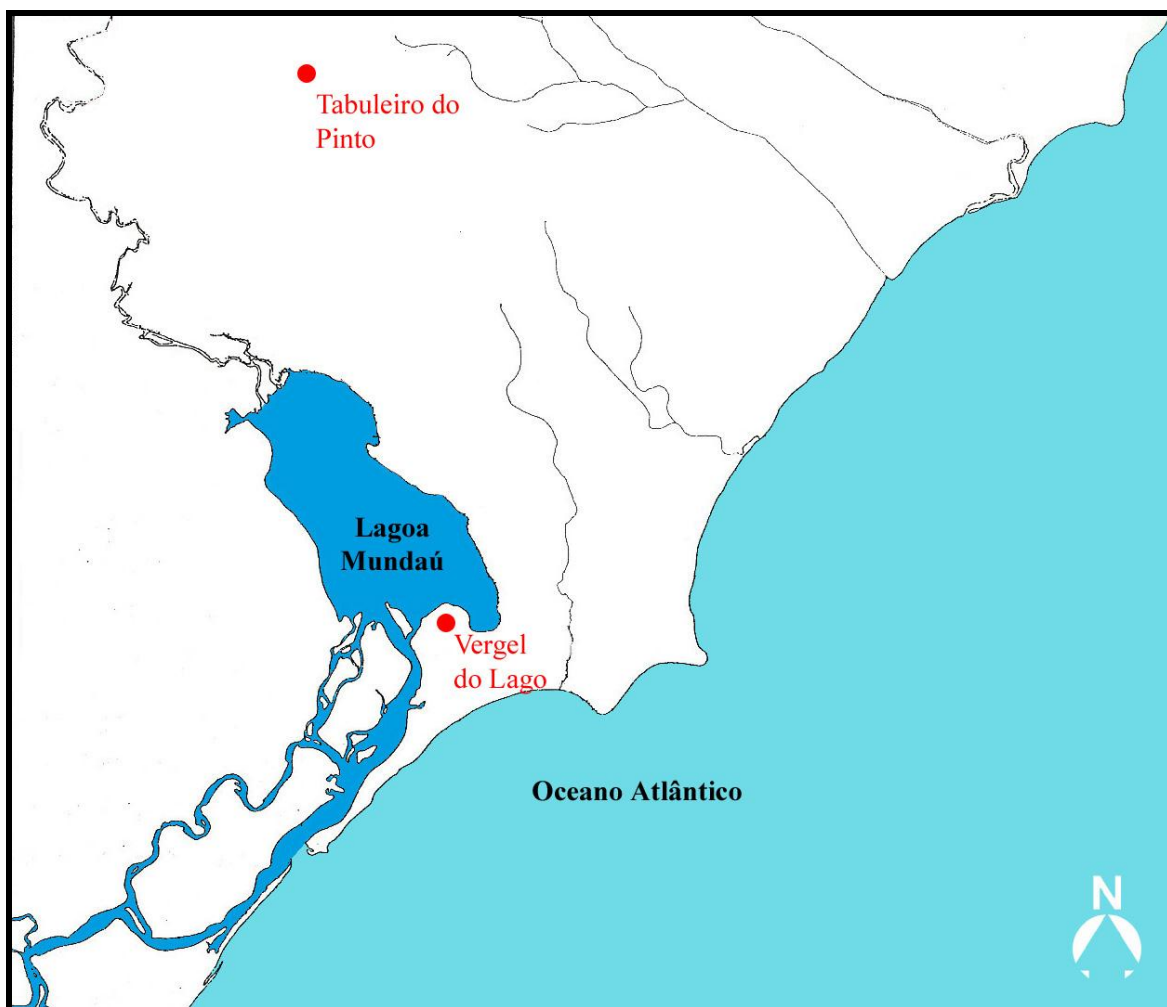 Tabuleiro do
Pinto
Lagoa
Mundaú
Vergel
do Lago
Oceano Atlântico
N